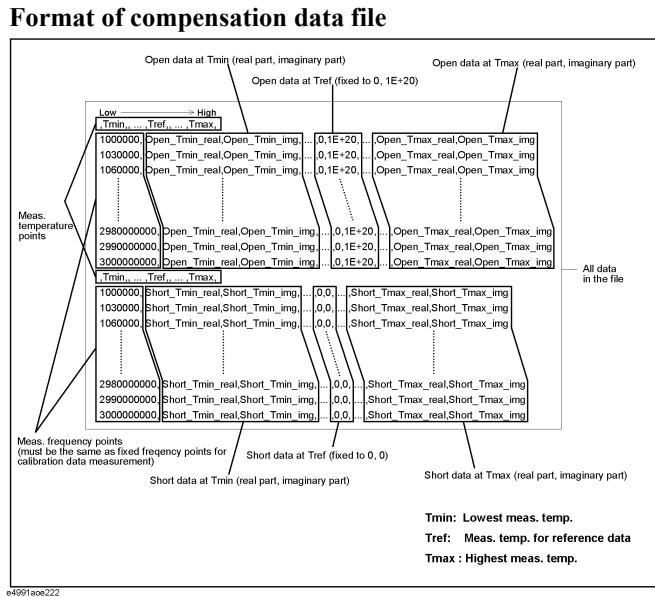 Format of compensation data file
Open data at Tmin (real part, imaginary part)
Open data at Tmax (real part, imaginary part)
Open data at Tref (fixed to 0, 1E+20)
Low High
,Tmin,, ... ,Tref,, ... ,Tmax,
1000000, Open_Tmin_real,Open_Tmin_img, ... ,0,1E+20, ... ,Open_Tmax_real,Open_Tmax_img
1030000, Open_Tmin_real,Open_Tmin_img, ... ,0,1E+20, ... ,Open_Tmax_real,Open_Tmax_img
1060000, Open_Tmin_real,Open_Tmin_img, ... ,0,1E+20, ... ,Open_Tmax_real,Open_Tmax_img
Meas.
temperature
points
2980000000, Open_Tmin_real,Open_Tmin_img, ... ,0,1E+20, ... ,Open_Tmax_real,Open_Tmax_img
2990000000, Open_Tmin_real,Open_Tmin_img, ... ,0,1E+20, ... ,Open_Tmax_real,Open_Tmax_img
3000000000, Open_Tmin_real,Open_Tmin_img, ... ,0,1E+20, ... ,Open_Tmax_real,Open_Tmax_img
All data
in the file
,Tmin,, ... ,Tref,, ... ,Tmax,
1000000, Short_Tmin_real,Short_Tmin_img, ... ,0,0, ... ,Short_Tmax_real,Short_Tmax_img
1030000, Short_Tmin_real,Short_Tmin_img, ... ,0,0, ... ,Short_Tmax_real,Short_Tmax_img
1060000, Short_Tmin_real,Short_Tmin_img, ... ,0,0, ... ,Short_Tmax_real,Short_Tmax_img
2980000000, Short_Tmin_real,Short_Tmin_img, ... ,0,0, ... ,Short_Tmax_real,Short_Tmax_img
2990000000, Short_Tmin_real,Short_Tmin_img, ... ,0,0, ... ,Short_Tmax_real,Short_Tmax_img
3000000000, Short_Tmin_real,Short_Tmin_img, ... ,0,0, ... ,Short_Tmax_real,Short_Tmax_img
Meas. frequency points
(must be the same as fixed freqency points for
calibration data measurement)
Short data at Tref (fixed to 0, 0)
Short data at Tmin (real part, imaginary part)
Short data at Tmax (real part, imaginary part)
Tmin: Lowest meas. temp.
Tref: Meas. temp. for reference data
Tmax : Highest meas. temp.
e4991aoe222